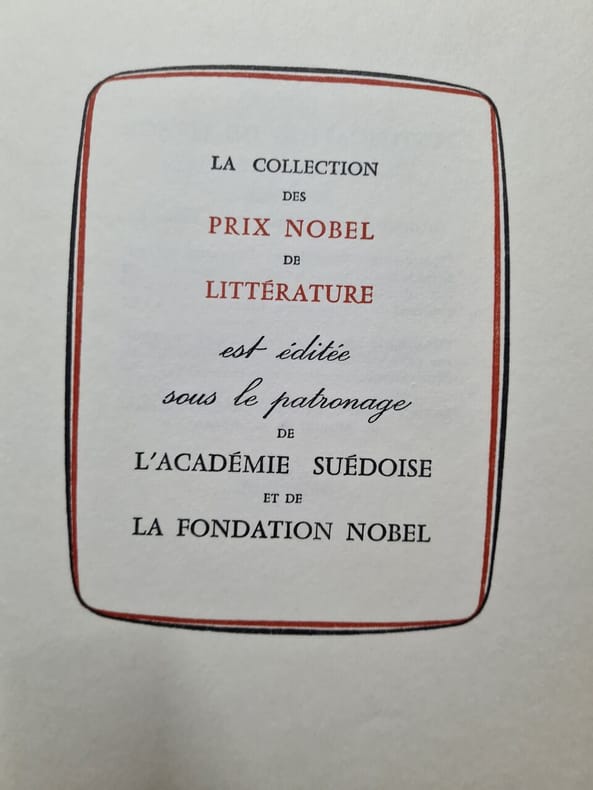 LA COLLECTION
DES
PRIX NOBEL
DE
LITTÉRATURE
est éditée
sous le patronage
DE
L'ACADÉMIE SUÉDOISE
ET DE
LA FONDATION NOBEL